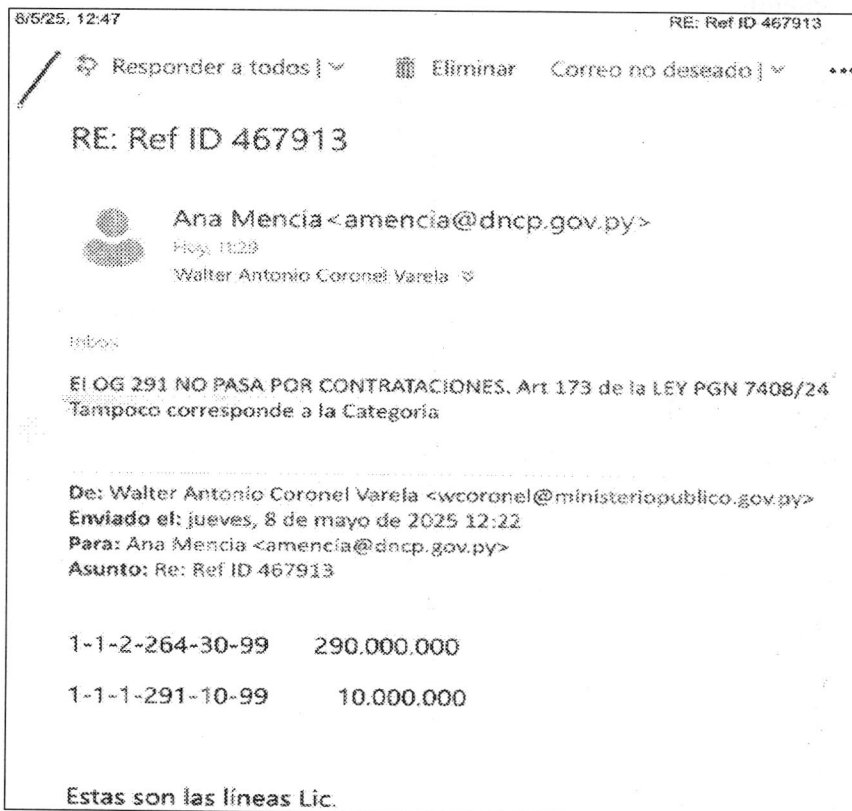 8/5/25, 12:47 RE: Ref ID 467913
Responder a todos | Eliminar Correo no deseado | ...
RE: Ref ID 467913
Ana Mencia<amencia@dncp.gov.py>
Hoy, 11:29
Walter Antonio Coronel Varela
Inbox
El OG 291 NO PASA POR CONTRATACIONES. Art 173 de la LEY PGN 7408/24
Tampoco corresponde a la Categoria
De: Walter Antonio Coronel Varela <wcoronel@ministeriopublico.gov.py>
Enviado el: jueves, 8 de mayo de 2025 12:22
Para: Ana Mencia <amencia@dncp.gov.py>
Asunto: Re: Ref ID 467913
1-1-2-264-30-99 290.000.000
1-1-1-291-10-99 10.000.000
Estas son las líneas Lic.